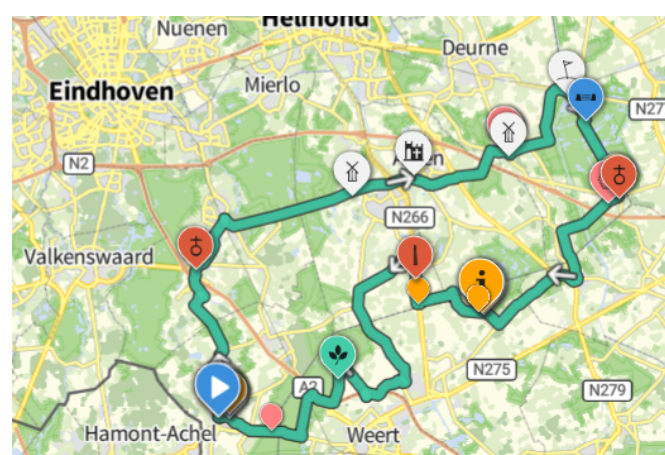 Helmond
Nuenen
Deurne
Eindhoven
Mierlo
N27
N2
N266
Valkenswaard
N275
A2
N279
Hamont-Achel
Weert